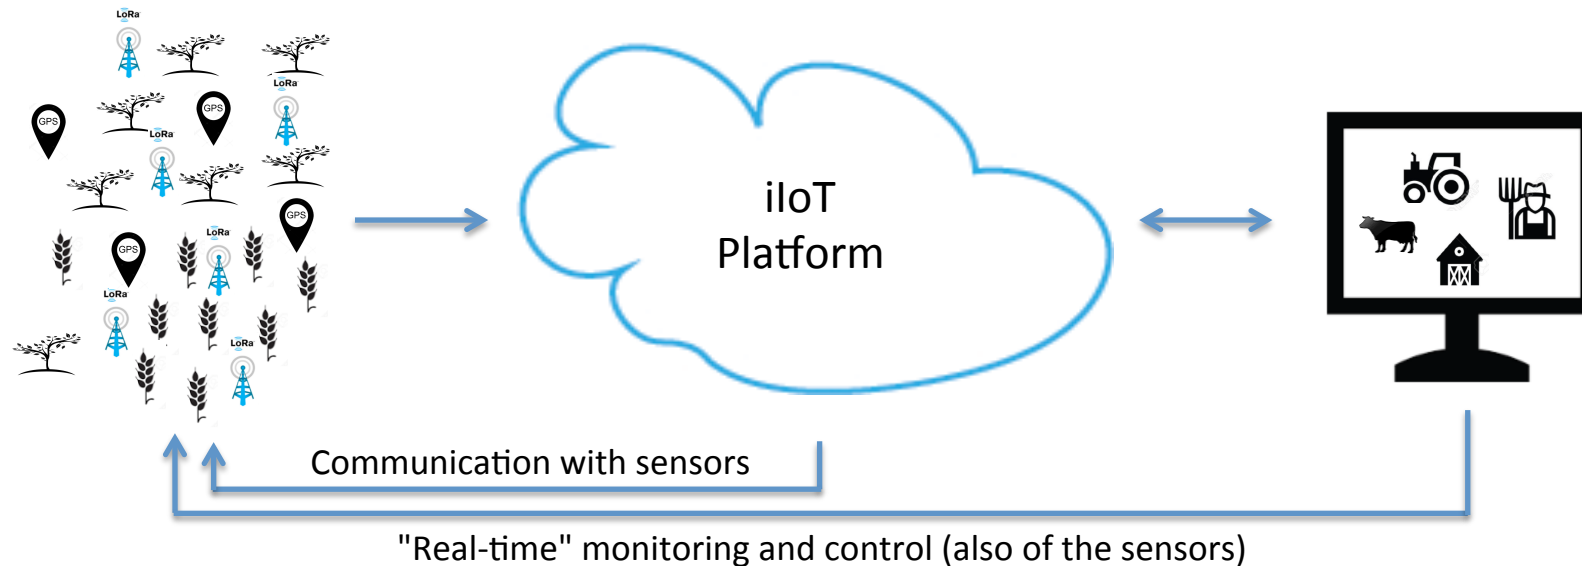 LoRa
LoRa
GPS
GPS
LoRa
GPS
LoRa
GPS
LoRa
LoRa
iIoT
Platform
Communication with sensors
"Real-time" monitoring and control (also of the sensors)